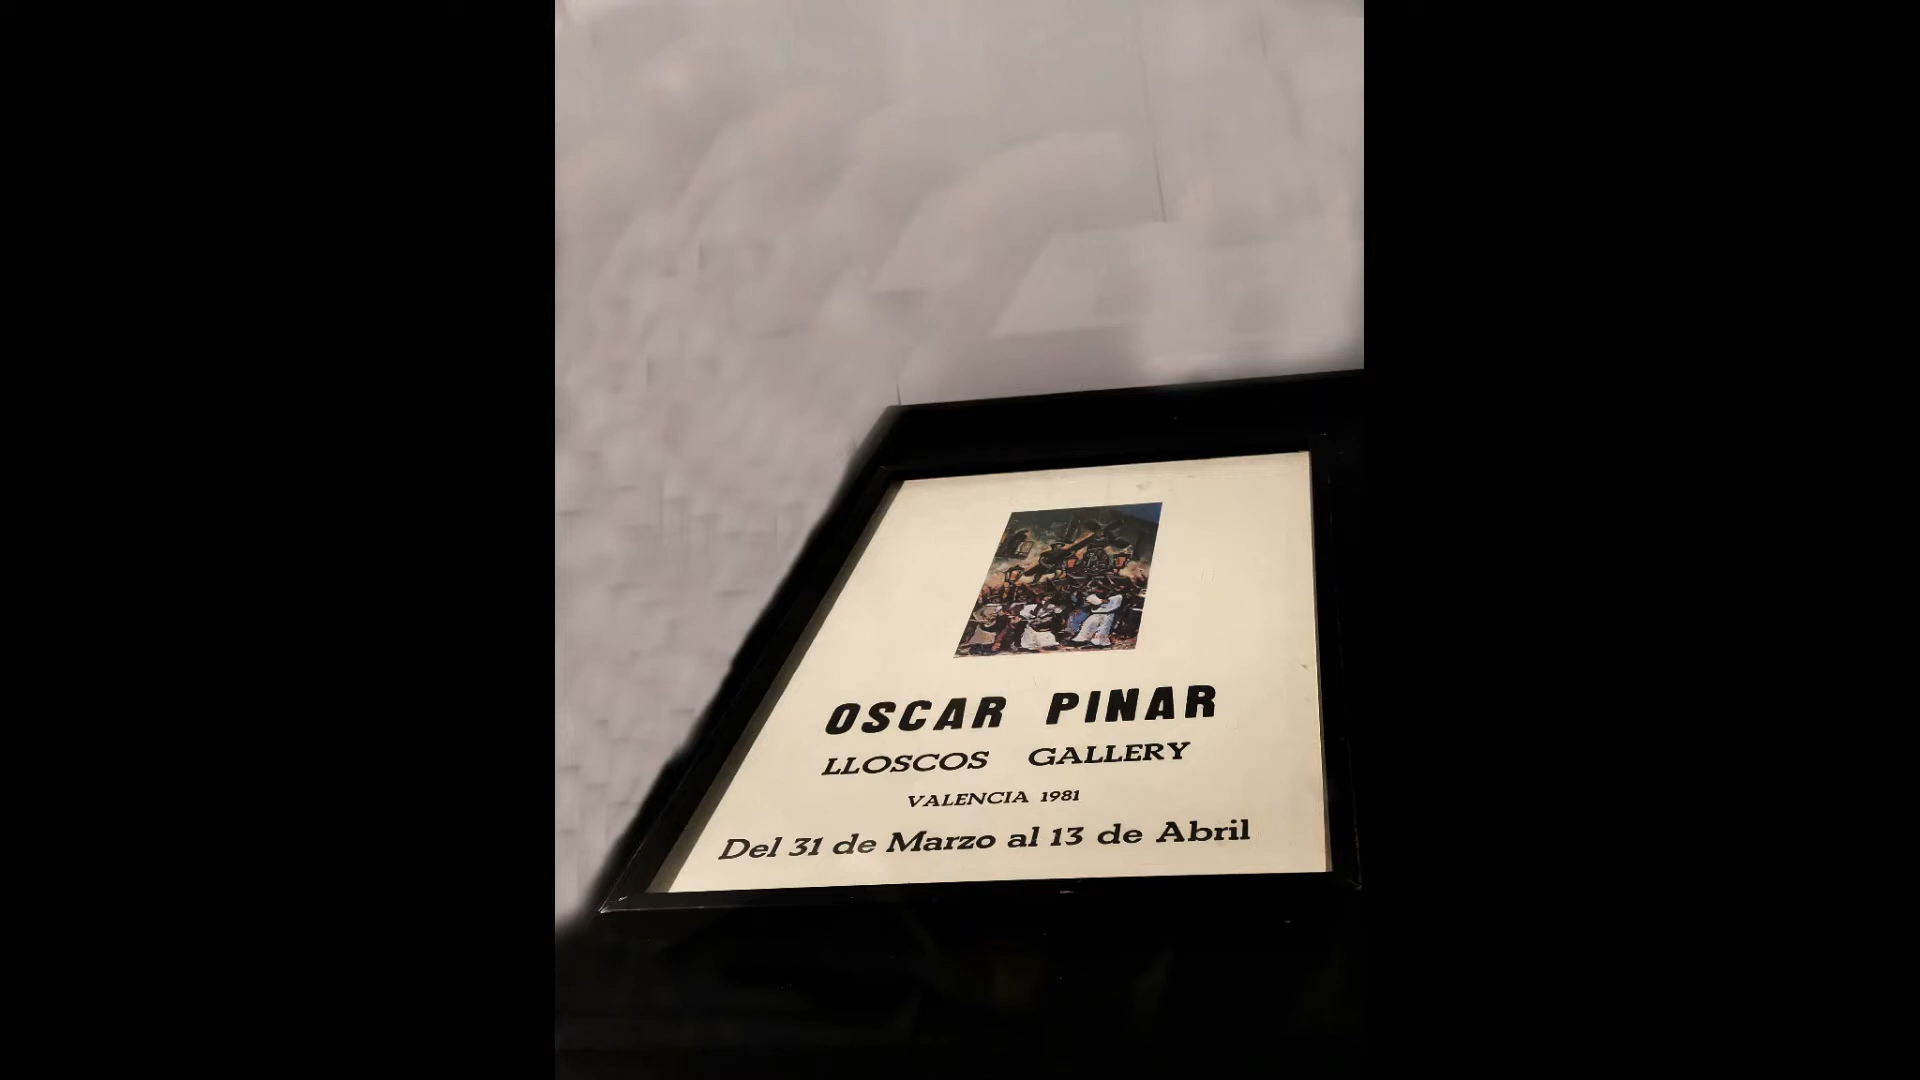 OSCAR PINAR
LLOSCOS GALLERY
VALENCIA 1981
Del 31 de Marzo al 13 de Abril